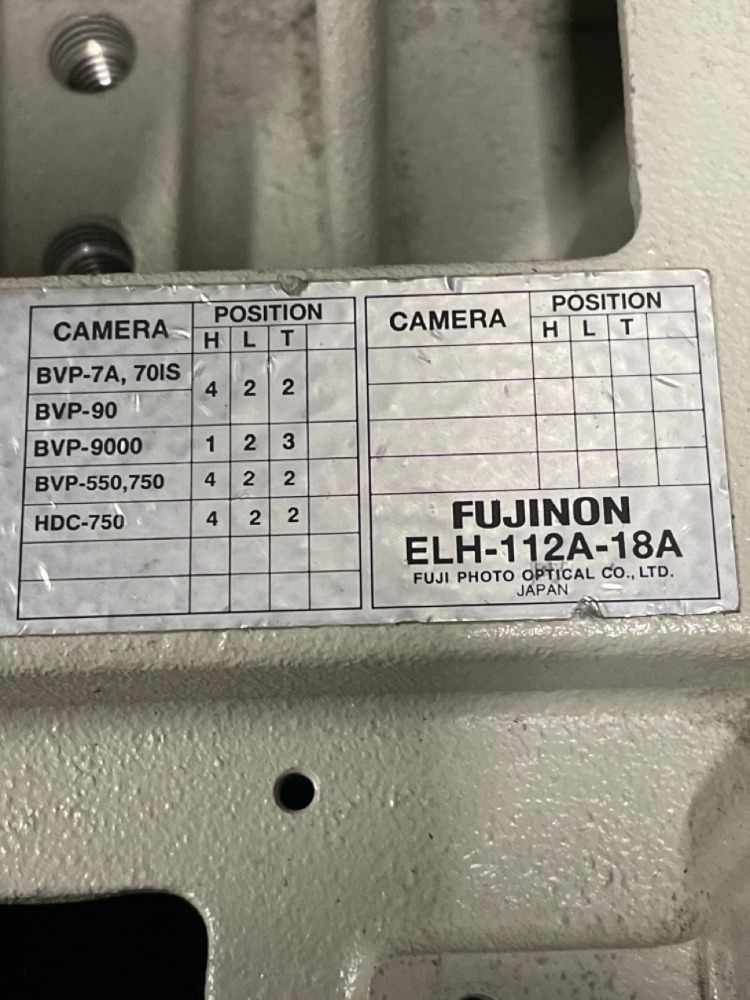 CAMERA POSITION
H L T
BVP-7A, 70IS
4 2 2
BVP-90
BVP-9000 1 2 3
BVP-550,750 4 2 2
HDC-750 4 2 2
CAMERA POSITION
H L T
FUJINON
ELH-112A-18A
FUJI PHOTO OPTICAL CO., LTD.
JAPAN